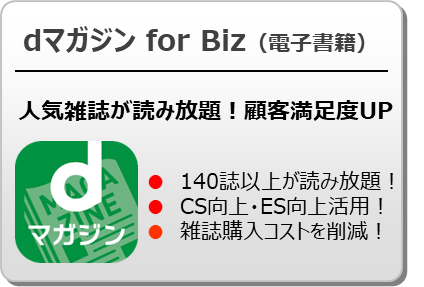 dマガジン for Biz（電子書籍）
人気雑誌が読み放題！顧客満足度UP
d
MAGA
ZINE
マガジン
● 140誌以上が読み放題！
● CS向上・ES向上活用！
● 雑誌購入コストを削減！